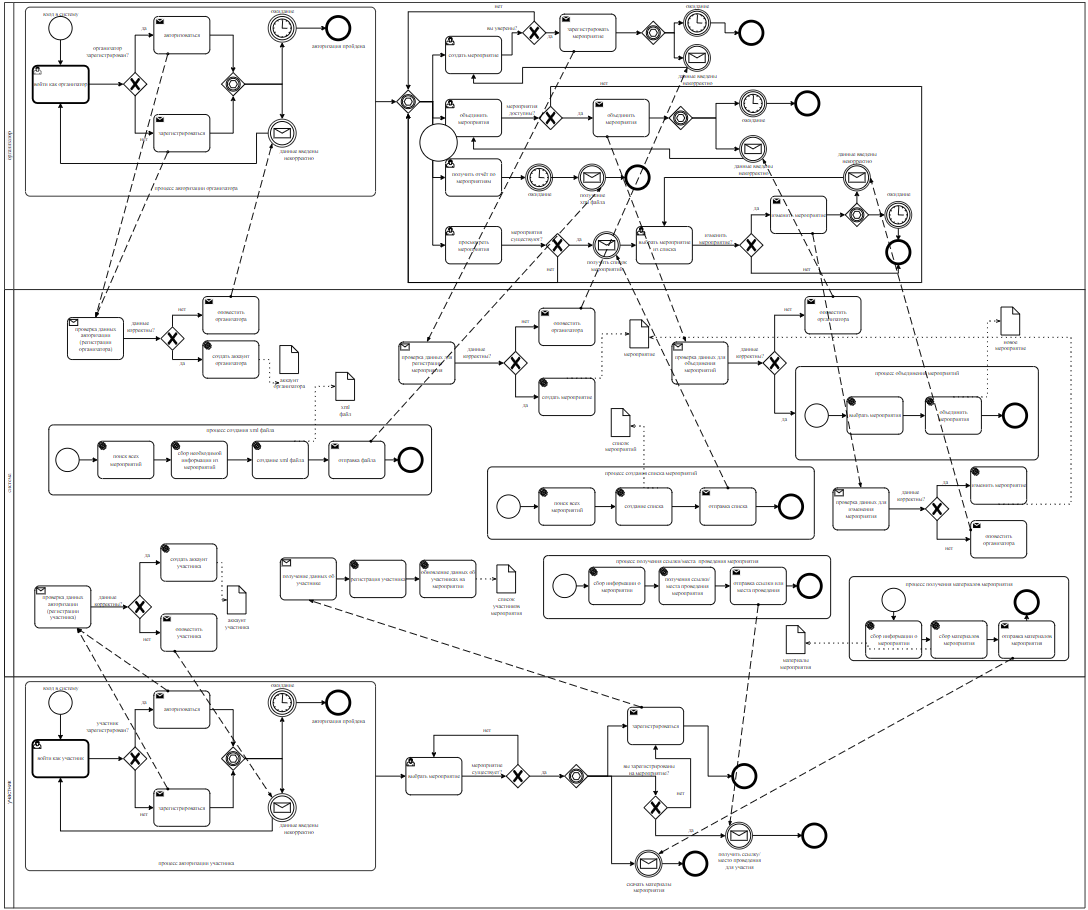 организатор
вход в систему
войти как организатор
организатор
зарегистрирован?
да
нет
авторизоваться
зарегистрироваться
ожидание
авторизация пройдена
данные введены
некорректно
процесс авторизации организатора
нет
вы уверены?
да
создать мероприятие
зарегистрировать
мероприятие
ожидание
данные введены
некорректно
нет
объединить
мероприятия
мероприятия
доступны?
да
объединить
мероприятия
ожидание
данные введены
некорректно
получить отчёт по
мероприятиям
ожидание
получение
xml файла
просмотреть
мероприятия
мероприятия
существуют?
да
нет
получить список
мероприятий
выбрать мероприятие
из списка
изменить
мероприятие?
да
нет
изменить мероприятие
данные введены
некорректно
ожидание
система
проверка данных
авторизации
(регистрации
организатора)
данные
корректны?
нет
да
оповестить
организатора
создать аккаунт
организатора
аккаунт
организатора
xml
файл
процесс создания xml файла
поиск всех
мероприятий
сбор необходимой
информации от
мероприятий
создание xml файла
отправка файла
проверка данных для
регистрации
мероприятия
данные
корректны?
нет
да
оповестить
организатора
создать мероприятие
мероприятие
список
мероприятий
проверка данных для
объединения
мероприятий
данные
корректны?
нет
да
оповестить
организатора
новое
мероприятие
процесс объединения мероприятий
выбрать мероприятия
объединить
мероприятия
процесс создания списка мероприятий
поиск всех
мероприятий
создание списка
отправка списка
проверка данных для
изменения
мероприятия
данные
корректны?
да
нет
изменить мероприятие
оповестить
организатора
проверка данных
авторизации
(регистрации
участника)
данные
корректны?
да
нет
создать аккаунт
участника
оповестить
участника
аккаунт
участника
получение данных об
участнике
регистрация участника
обновление данных об
участниках на
мероприятии
список
участников
мероприятия
процесс получения ссылки/места проведения мероприятия
сбор информации о
мероприятии
получения ссылки/
места проведения
мероприятия
отправка ссылки или
места проведения
материалы
мероприятия
процесс получения материалов мероприятия
сбор информации о
мероприятии
сбор материалов
мероприятия
отправка материалов
мероприятия
участник
вход в систему
войти как участник
участник
зарегистрирован?
да
нет
авторизоваться
зарегистрироваться
ожидание
авторизация пройдена
данные введены
некорректно
процесс авторизации участника
выбрать мероприятие
нет
мероприятие
существует?
да
зарегистрироваться
вы зарегистрированы
на мероприятие?
нет
да
получить ссылку/
место проведения
для участия
скачать материалы
мероприятия